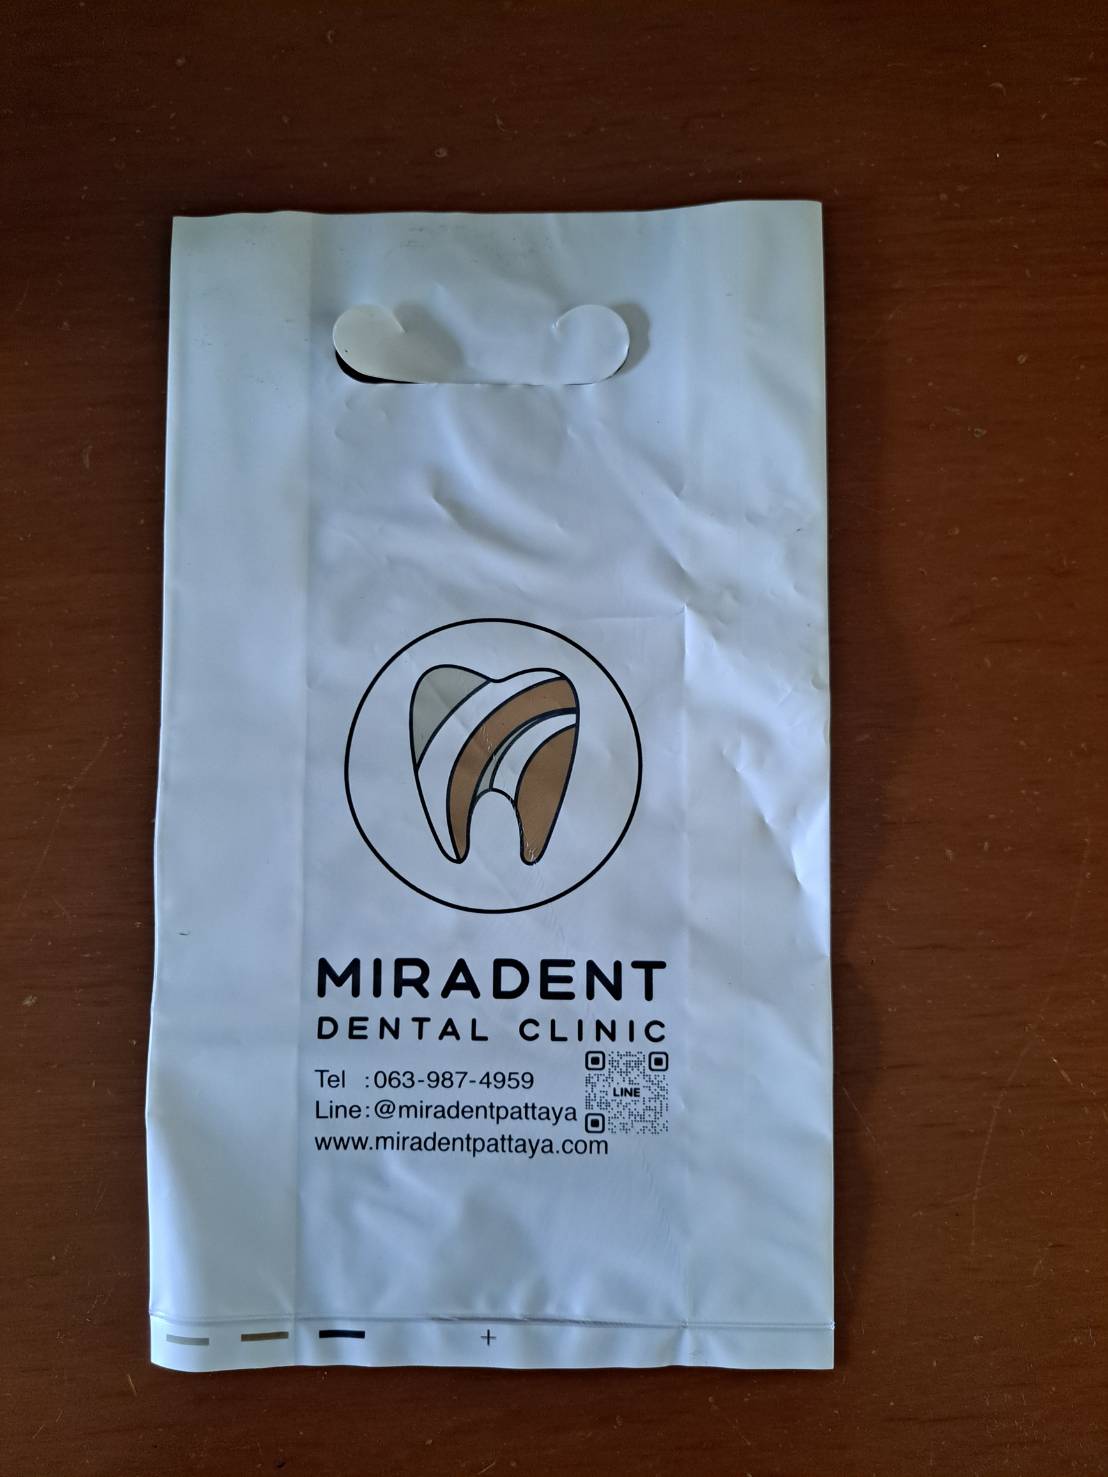 MIRADENT
DENTAL CLINIC
Tel :063-987-4959
Line:@miradentpattaya
LINE
www.miradentpattaya.com